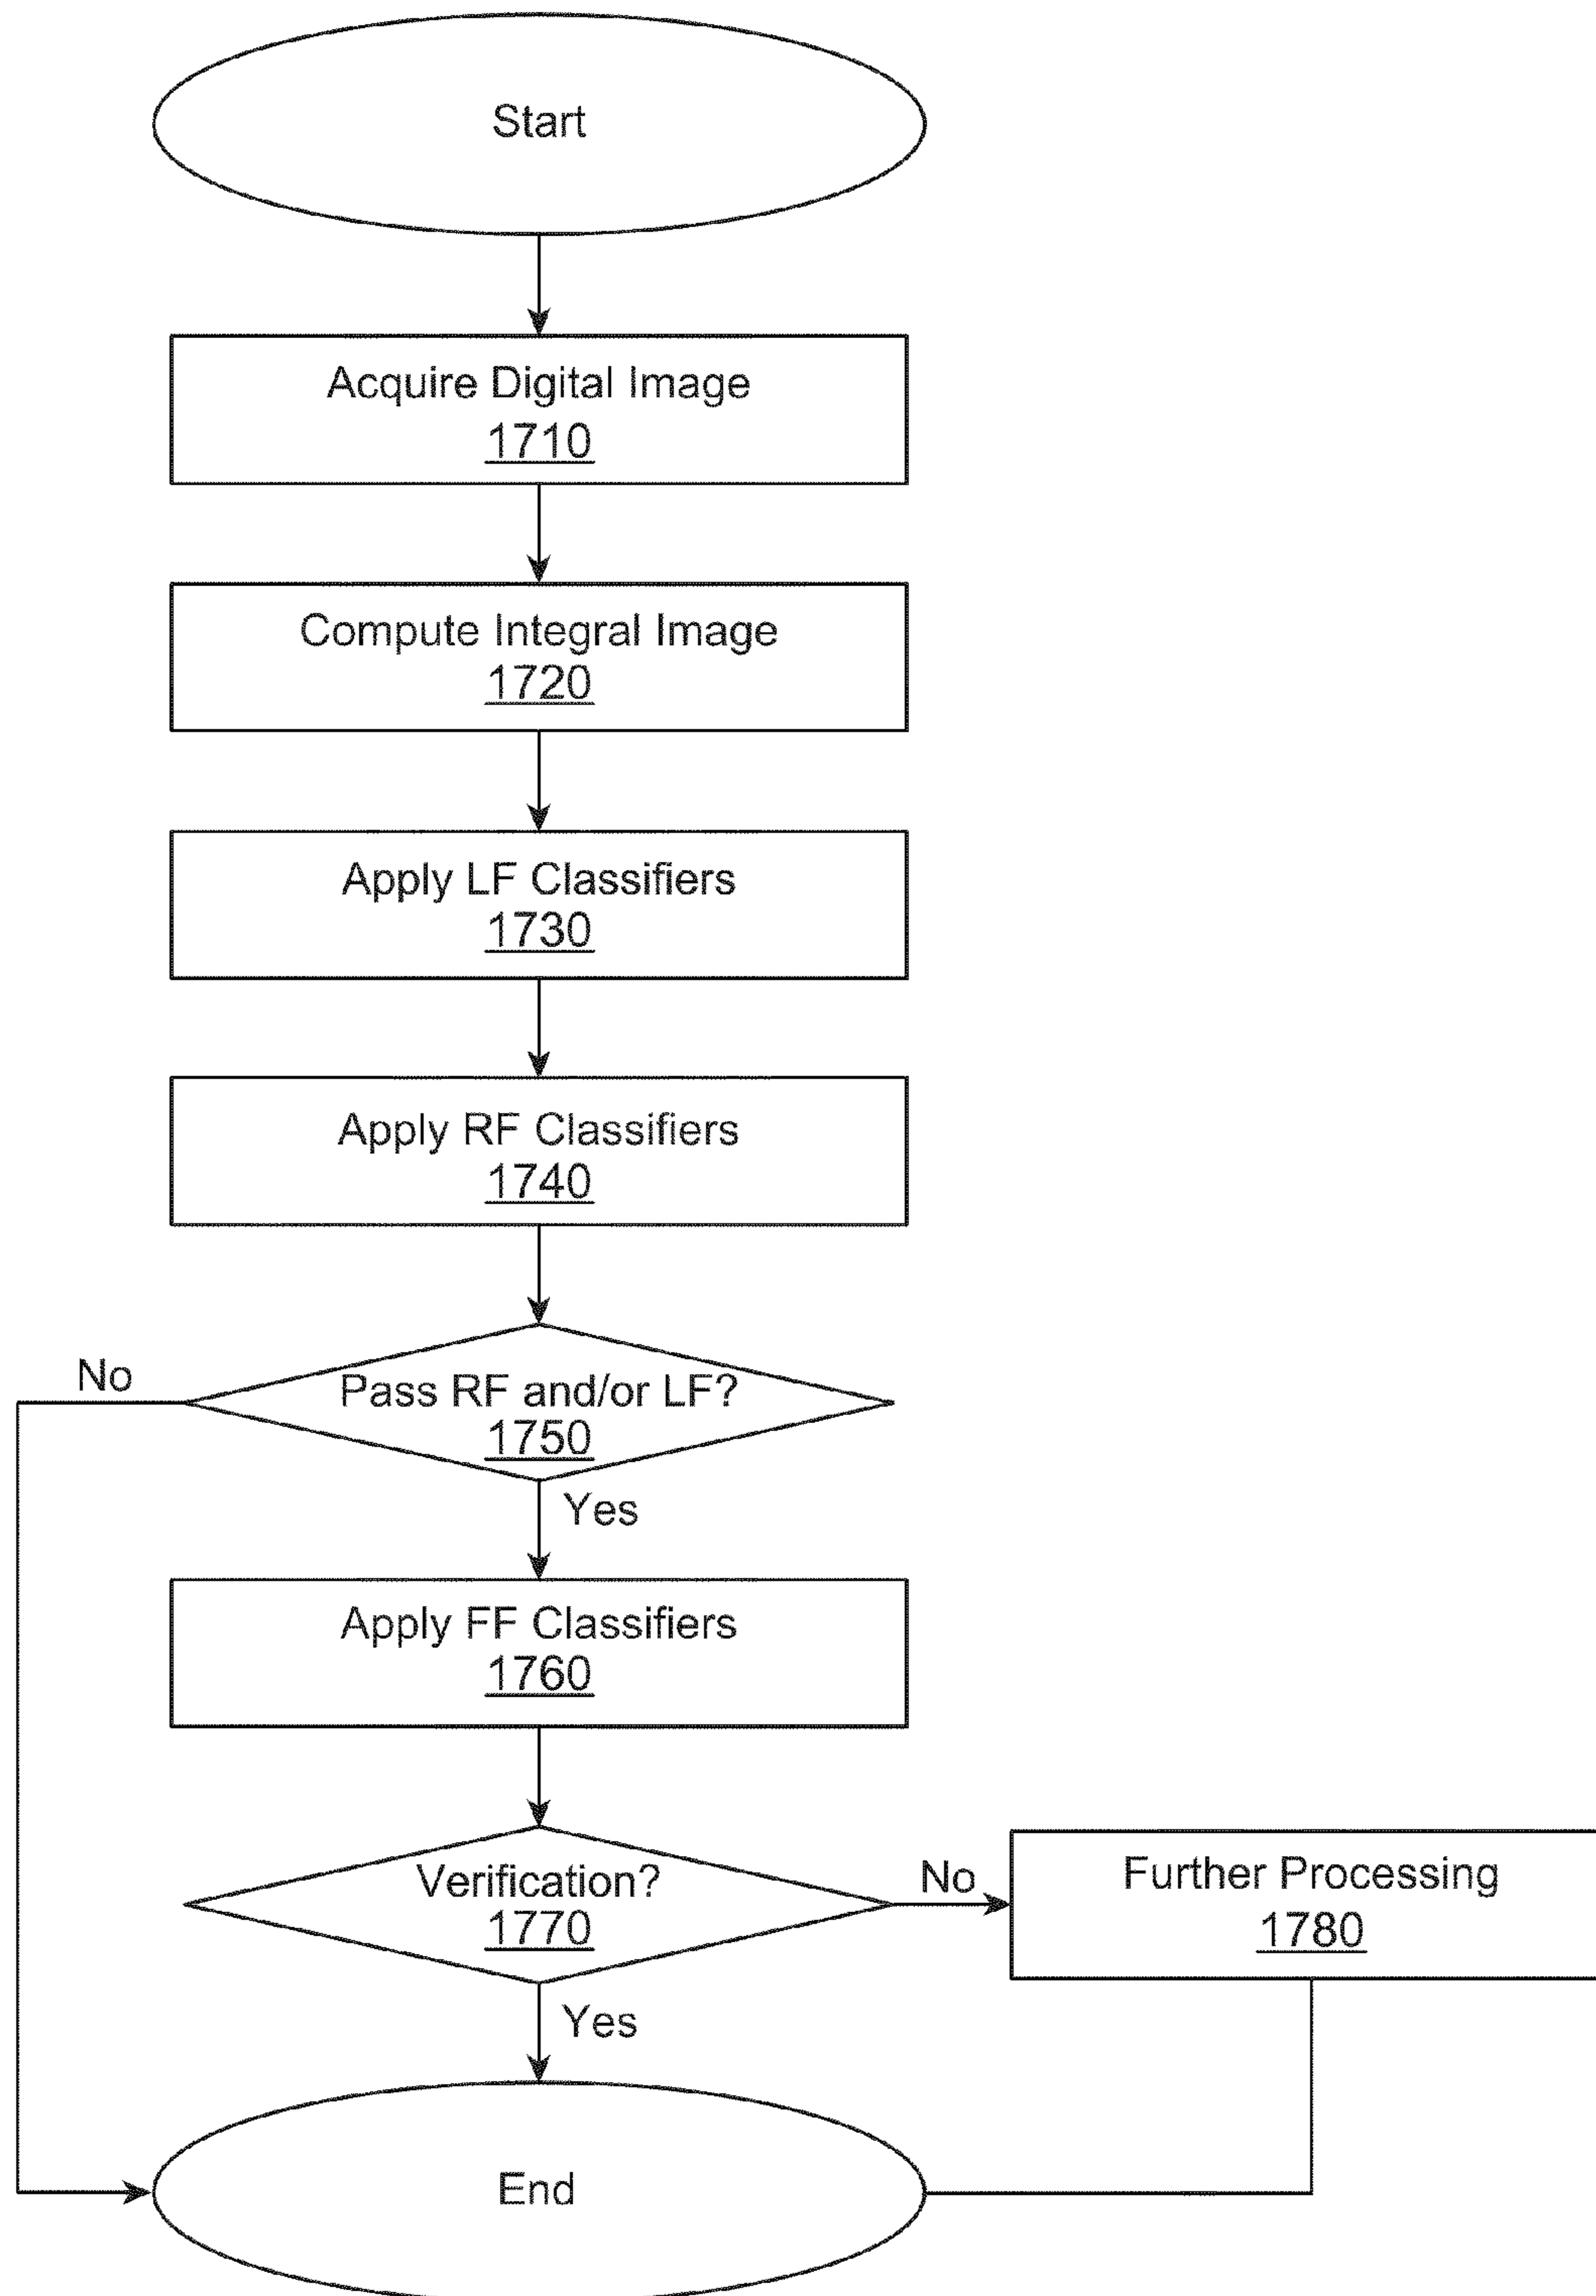 Start
Acquire Digital Image
1710
Compute Integral Image
1720
Apply LF Classifiers
1730
Apply RF Classifiers
1740
No
Pass RF and/or LF?
1750
Yes
Apply FF Classifiers
1760
Verification?
1770
No
Further Processing
1780
Yes
End